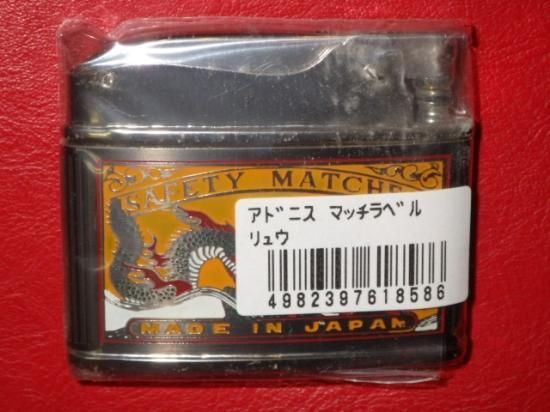 SAFETY MATCHE
アドニス マッチラベル
リュウ
4982397618586
MADE IN JAPAN